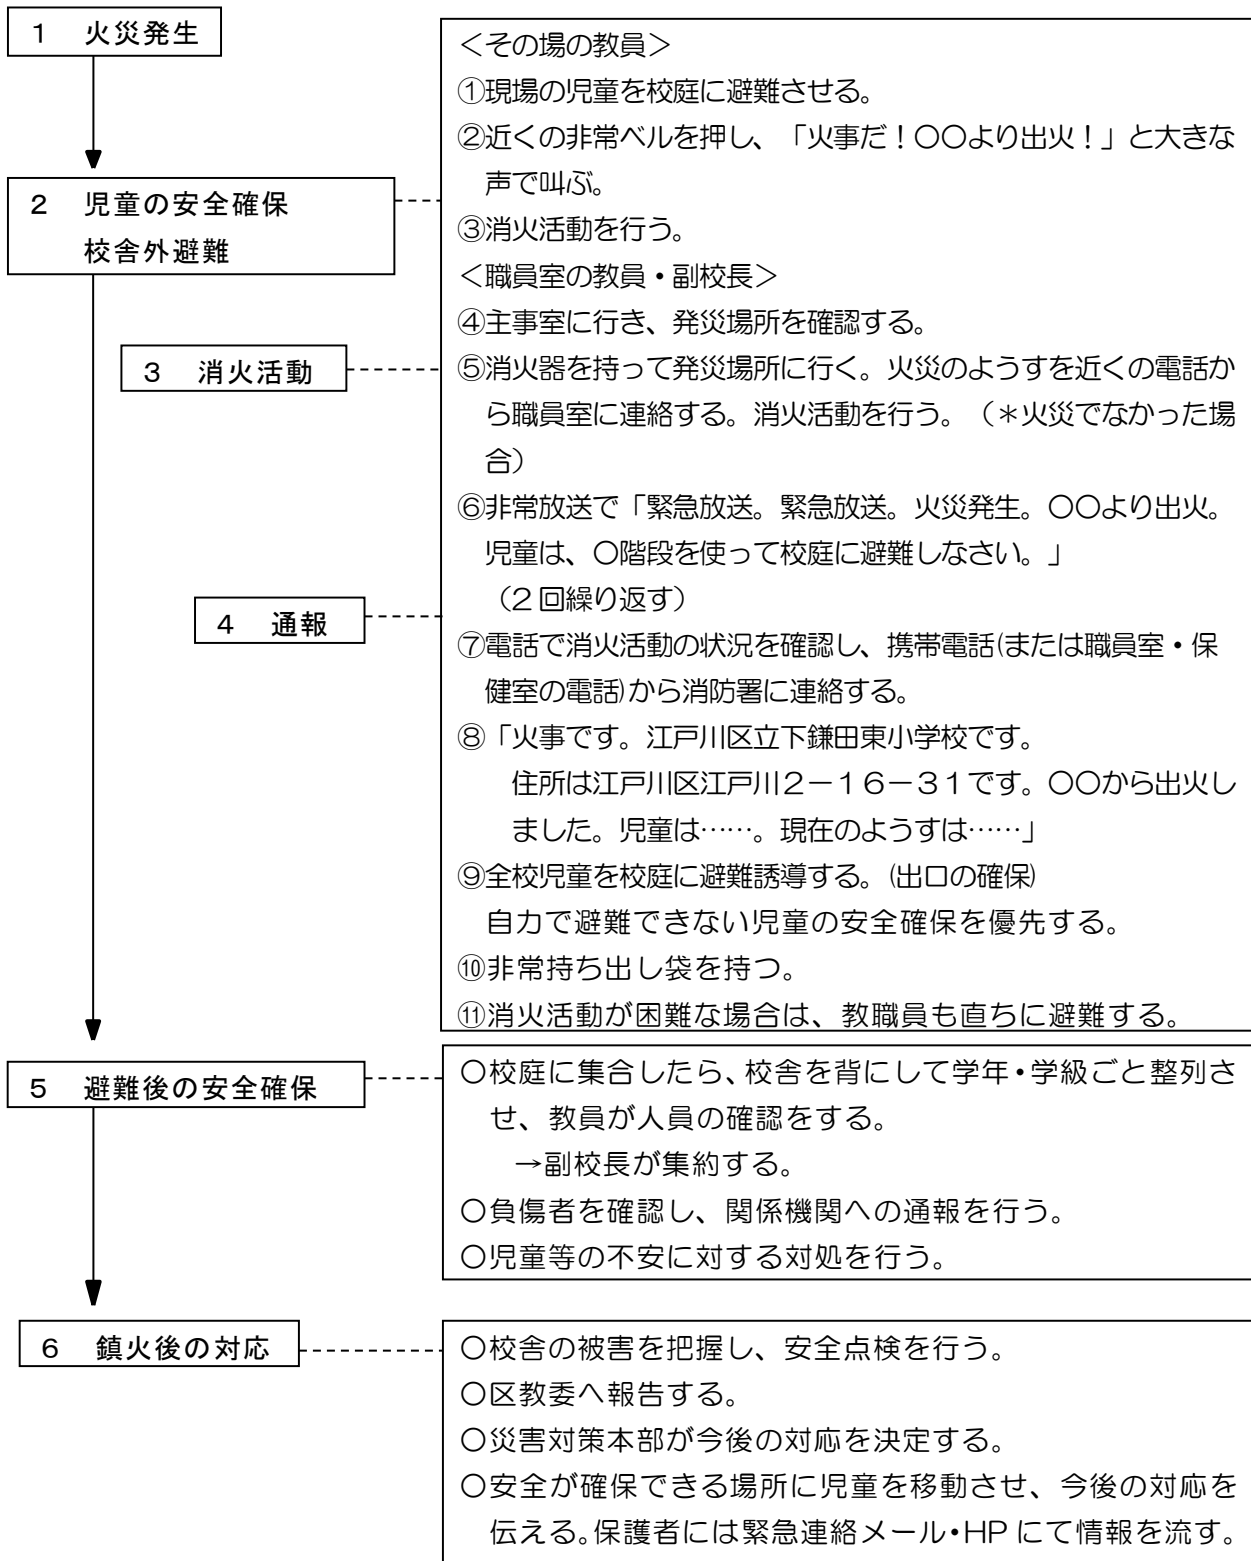 1 火災発生
2 児童の安全確保
校舎外避難
3 消火活動
4 通報
5 避難後の安全確保
6 鎮火後の対応
＜その場の教員＞
①現場の児童を校庭に避難させる。
②近くの非常ベルを押し、「火事だ！〇〇より出火！」と大きな
声で叫ぶ。
③消火活動を行う。
＜職員室の教員・副校長＞
④主事室に行き、発災場所を確認する。
⑤消火器を持って発災場所に行く。火災のようすを近くの電話か
ら職員室に連絡する。消火活動を行う。（＊火災でなかった場
合）
⑥非常放送で「緊急放送。緊急放送。火災発生。〇〇より出火。
児童は、〇階段を使って校庭に避難しなさい。」
（2回繰り返す）
⑦電話で消火活動の状況を確認し、携帯電話(または職員室・保
健室の電話)から消防署に連絡する。
⑧「火事です。江戸川区立下鎌田東小学校です。
住所は江戸川区江戸川２－１６－３１です。〇〇から出火し
ました。児童は……。現在のようすは……」
⑨全校児童を校庭に避難誘導する。(出口の確保)
自力で避難できない児童の安全確保を優先する。
⑩非常持ち出し袋を持つ。
⑪消火活動が困難な場合は、教職員も直ちに避難する。
〇校庭に集合したら、校舎を背にして学年・学級ごと整列さ
せ、教員が人員の確認をする。
→副校長が集約する。
〇負傷者を確認し、関係機関への通報を行う。
〇児童等の不安に対する対処を行う。
〇校舎の被害を把握し、安全点検を行う。
〇区教委へ報告する。
〇災害対策本部が今後の対応を決定する。
〇安全が確保できる場所に児童を移動させ、今後の対応を
伝える。保護者には緊急連絡メール・HPにて情報を流す。